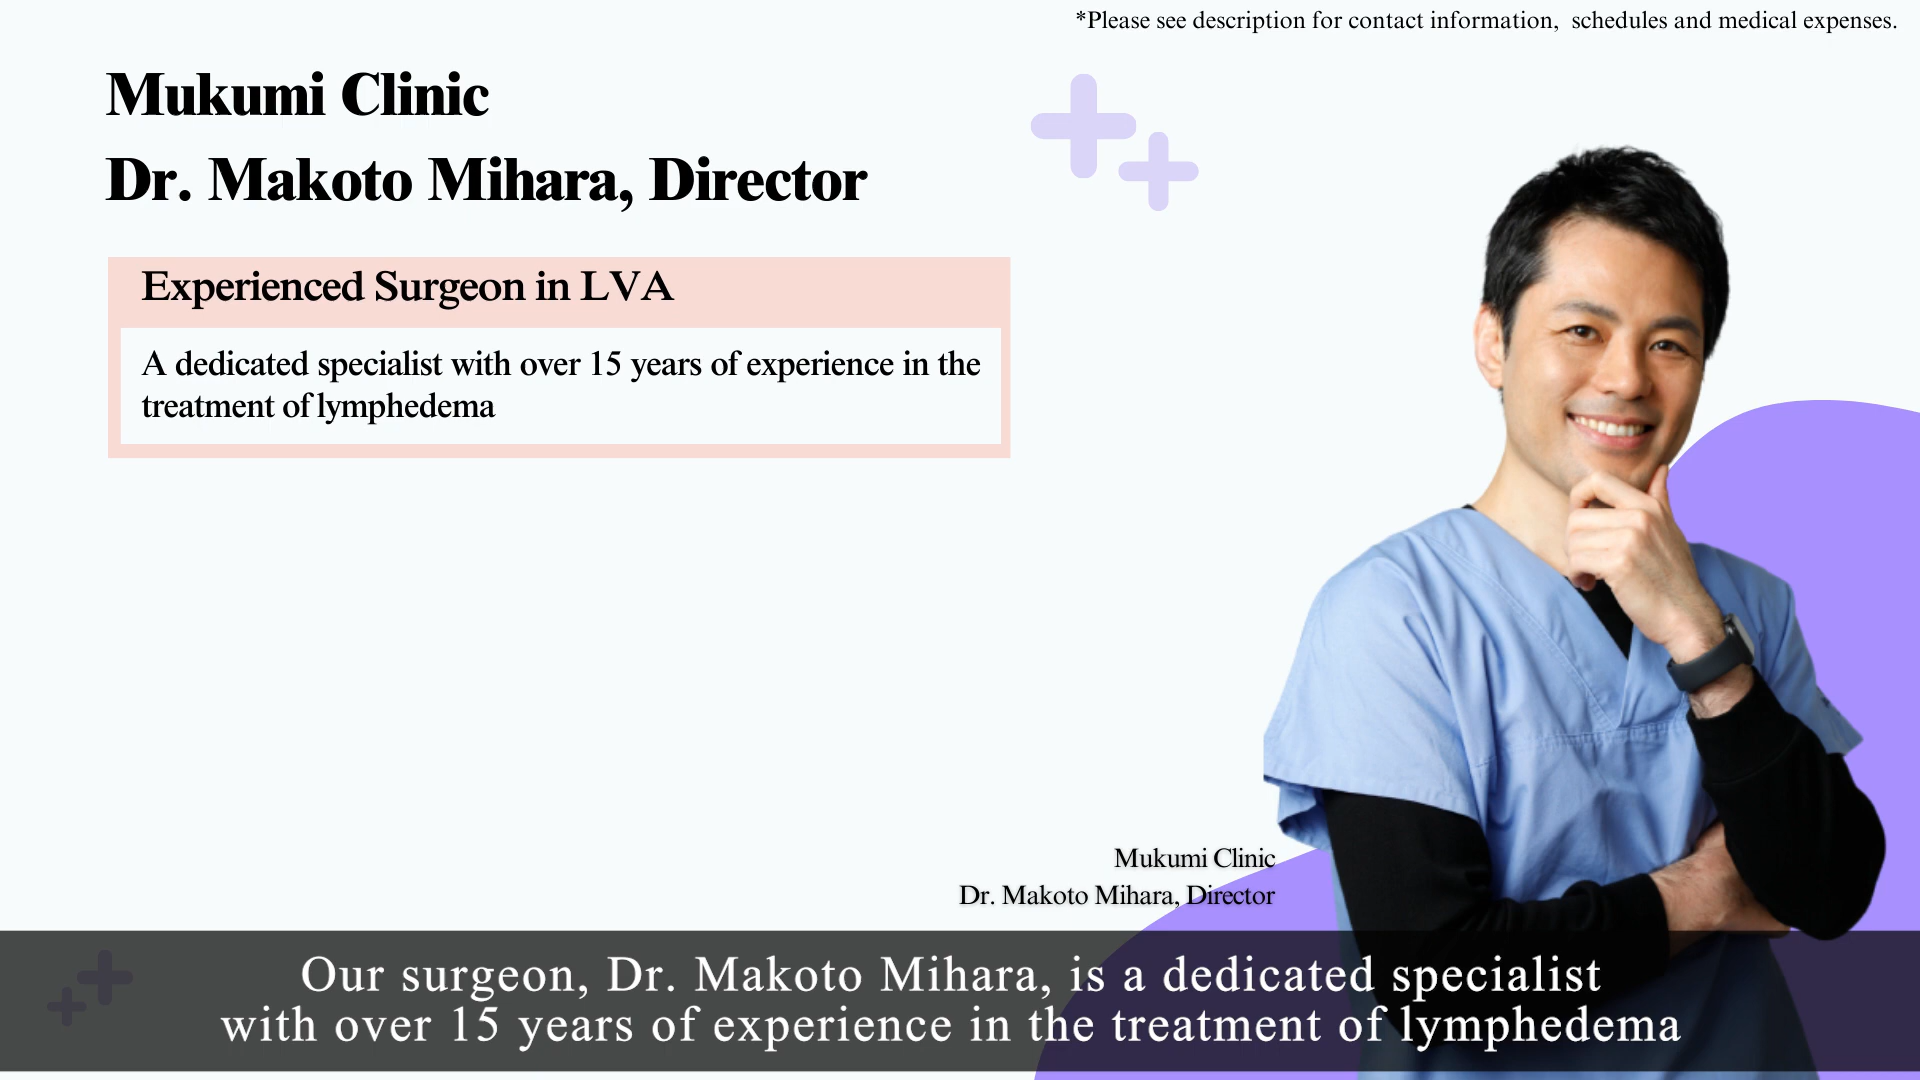 *Please see description for contact information,  schedules and medical expenses.
Mukumi Clinic
Dr. Makoto Mihara, Director
Experienced Surgeon in LVA
A dedicated specialist with over 15 years of experience in the
treatment of lymphedema
Mukumi Clinic
Dr. Makoto Mihara, Director
Our surgeon, Dr. Makoto Mihara, is a dedicated specialist
with over 15 years of experience in the treatment of lymphedema